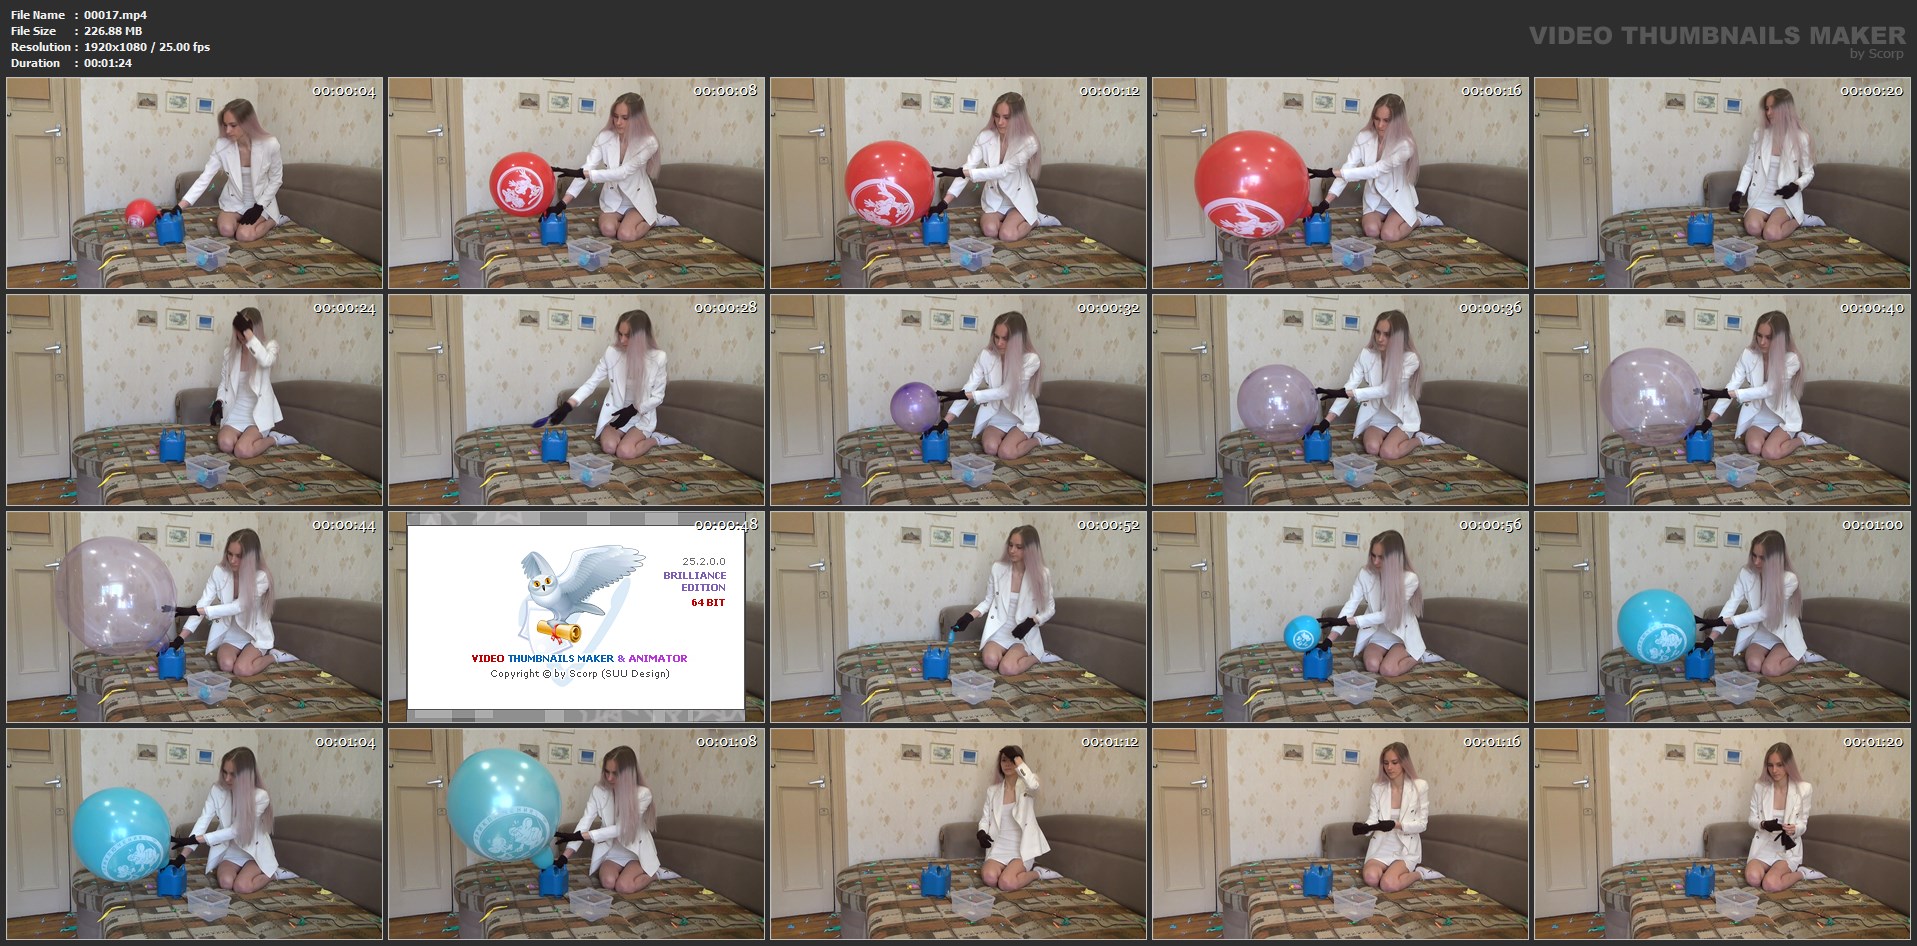 File Name : 00017.mp4
File Size : 226.88 MB
Resolution : 1920x1080 / 25.00 fps
Duration : 00:01:24
VIDEO THUMBNAILS MAKER
by Scorp
00:00:04
00:00:08
00:00:12
00:00:16
00:00:20
00:00:24
00:00:28
00:00:32
00:00:36
00:00:40
00:00:44
00:00:48
25.2.0.0
BRILLIANCE
EDITION
64 BIT
VIDEO THUMBNAILS MAKER & ANIMATOR
Copyright © by Scorp (SUU Design)
00:00:52
00:00:56
00:01:00
00:01:04
00:01:08
00:01:12
00:01:16
00:01:20